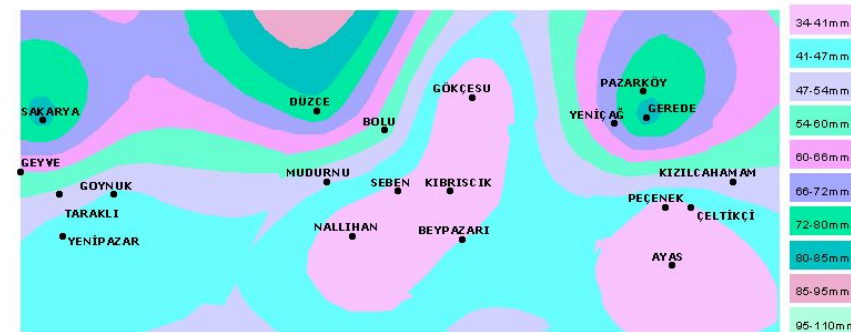 34-41mm
41-47mm
47-54mm
54-60mm
60-66mm
66-72mm
72-80mm
80-85mm
85-95mm
95-110mm
SAKARYA
DÜZCE
BOLU
GÖKÇESU
PAZARKÖY
YENİÇAĞ
GEREDE
GEYVE
GOYNUK
TARAKLI
YENİPAZAR
MUDURNU
SEBEN
KIBRISCIK
NALLIHAN
BEYPAZARI
KIZILCAHAMAM
PEÇENEK
ÇELTİKÇİ
AYAS